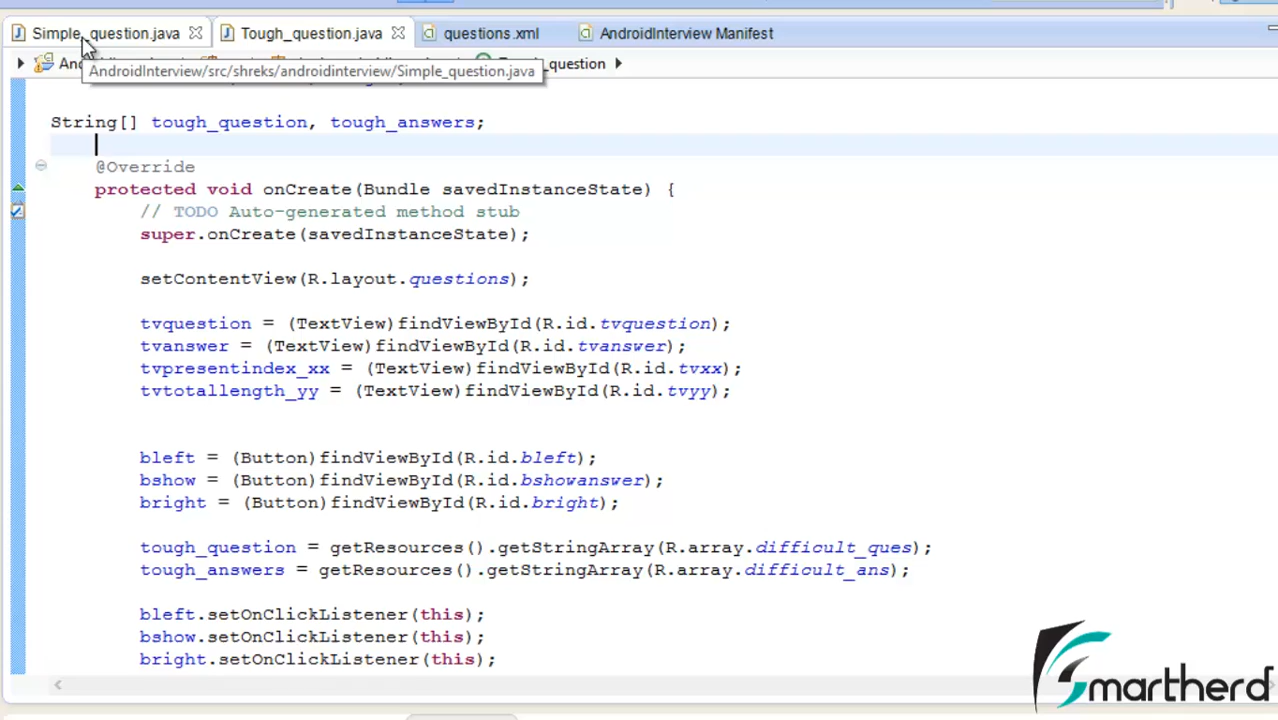 Simple_question.java Tough_question.java questions.xml AndroidInterview Manifest
AndroidInterview/src/shreks/androidinterview/Simple_question.java
String[] tough_question, tough_answers;
@Override
protected void onCreate(Bundle savedInstanceState) {
// TODO Auto-generated method stub
super.onCreate(savedInstanceState);
setContentView(R.layout.questions);
tvquestion = (TextView)findViewById(R.id.tvquestion);
tvanswer = (TextView)findViewById(R.id.tvanswer);
tvpresentindex_xx = (TextView)findViewById(R.id.tvxx);
tvtotallength_yy = (TextView)findViewById(R.id.tvyy);
bleft = (Button)findViewById(R.id.bleft);
bshow = (Button)findViewById(R.id.bshowanswer);
bright = (Button)findViewById(R.id.bright);
tough_question = getResources().getStringArray(R.array.difficult_ques);
tough_answers = getResources().getStringArray(R.array.difficult_ans);
bleft.setOnClickListener(this);
bshow.setOnClickListener(this);
bright.setOnClickListener(this);
Smartherd